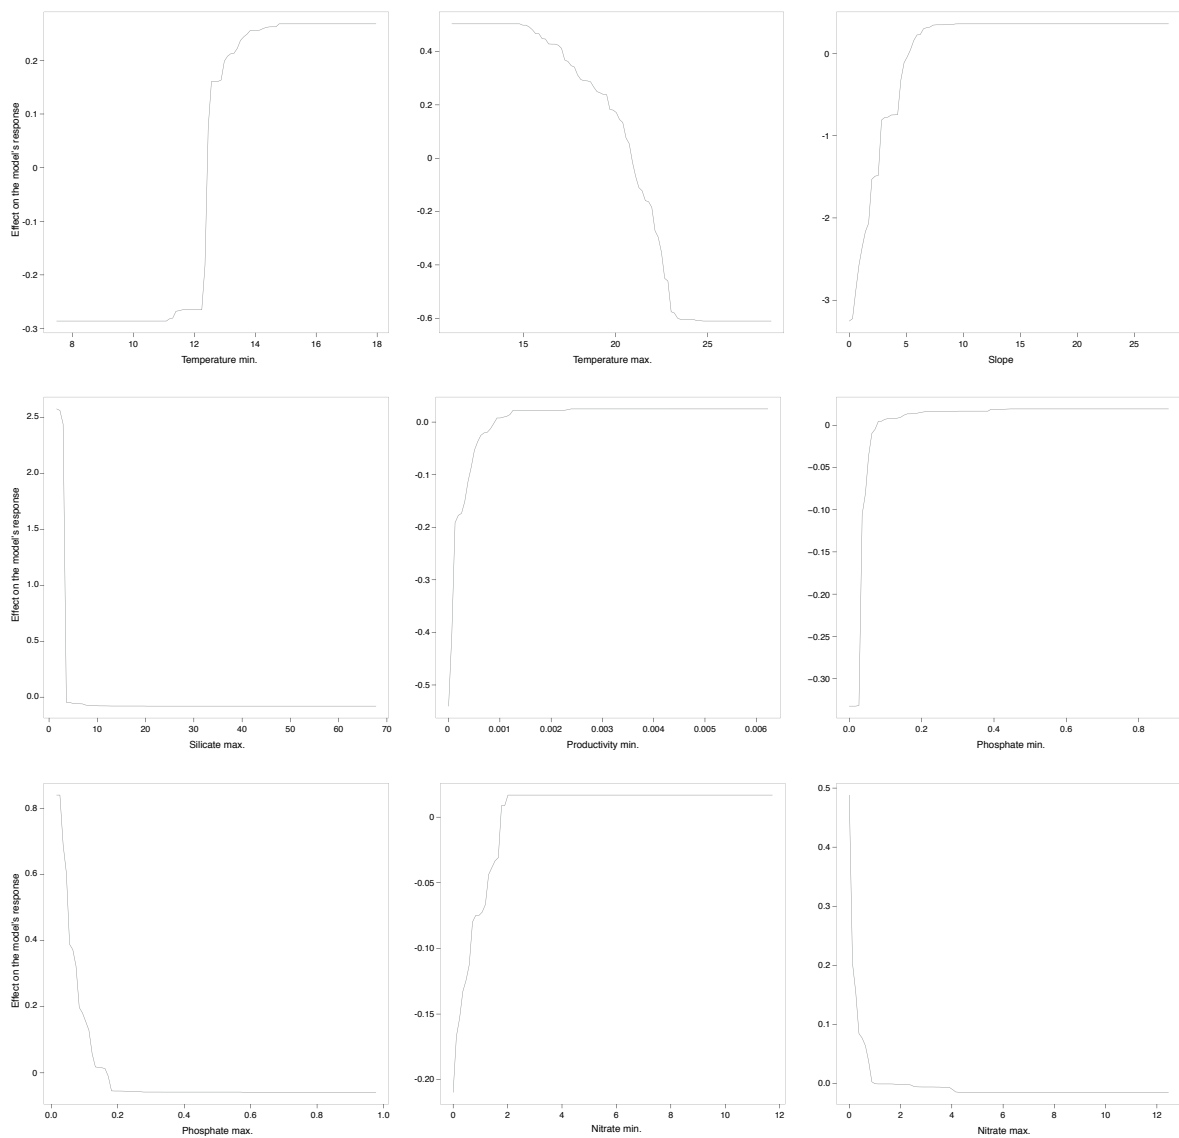 0.2
0.1
0
-0.1
-0.2
-0.3
Effect on the model's response
8 10 12 14 16 18
Temperature min.
0.4
0.2
0
-0.2
-0.4
-0.6
15 20 25
Temperature max.
0
-1
-2
-3
0 5 10 15 20 25
Slope
2.5
2.0
1.5
1.0
0.5
0.0
Effect on the model's response
0 10 20 30 40 50 60 70
Silicate max.
0.0
-0.1
-0.2
-0.3
-0.4
-0.5
0 0.001 0.002 0.003 0.004 0.005 0.006
Productivity min.
0
−0.05
−0.10
−0.15
−0.20
−0.25
−0.30
0.0 0.2 0.4 0.6 0.8
Phosphate min.
0.8
0.6
0.4
0.2
0
Effect on the model's response
0.0 0.2 0.4 0.6 0.8 1.0
Phosphate max.
0
-0.05
-0.10
-0.15
-0.20
0 2 4 6 8 10 12
Nitrate min.
0.5
0.4
0.3
0.2
0.1
0.0
0 2 4 6 8 10 12
Nitrate max.